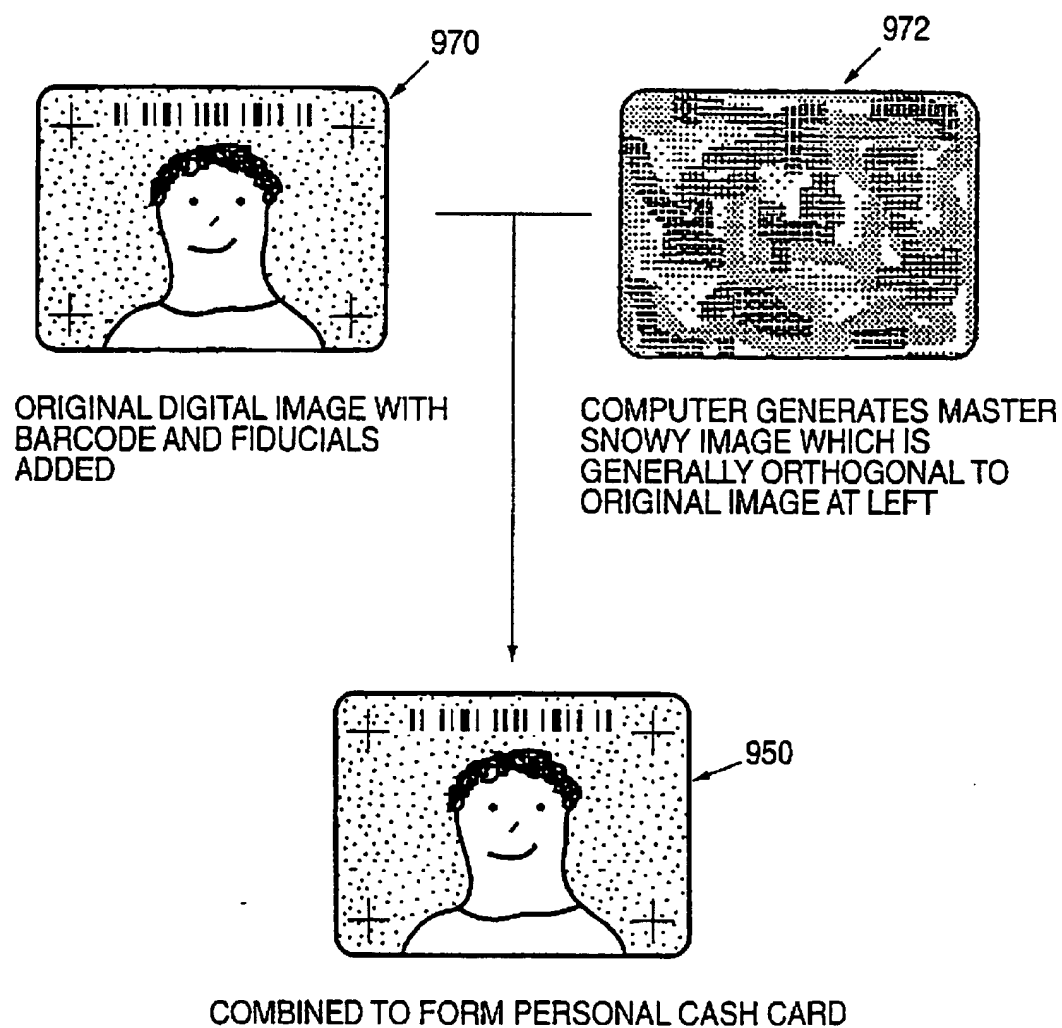 970
972
ORIGINAL DIGITAL IMAGE WITH
BARCODE AND FIDUCIALS
ADDED
COMPUTER GENERATES MASTER
SNOWY IMAGE WHICH IS
GENERALLY ORTHOGONAL TO
ORIGINAL IMAGE AT LEFT
950
COMBINED TO FORM PERSONAL CASH CARD